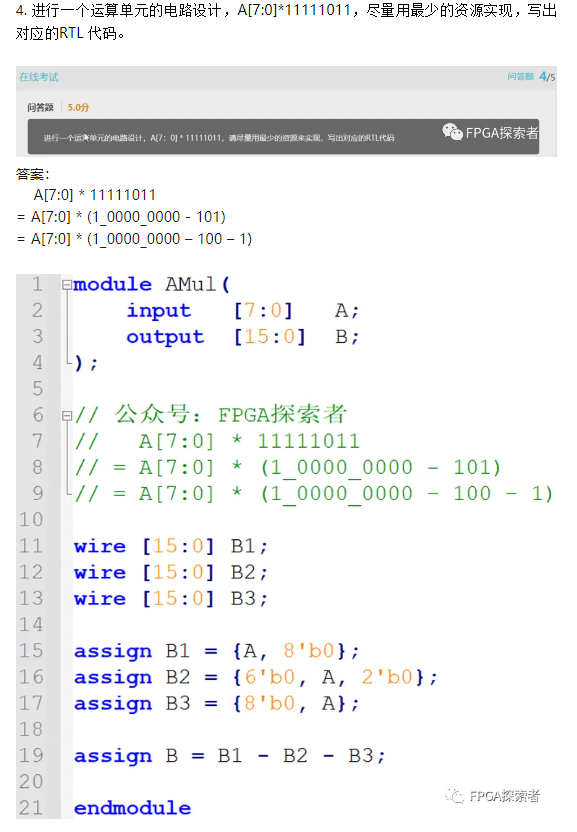 4. 进行一个运算单元的电路设计，A[7:0]*11111011，尽量用最少的资源实现，写出
对应的RTL 代码。
在线考试
问答题 4/5
问答题 5.0分
进行一个运算单元的电路设计，A[7：0] * 11111011，请尽量用最少的资源来实现，写出对应的RTL代码
FPGA探索者
答案：
A[7:0] * 11111011
= A[7:0] * (1_0000_0000 - 101)
= A[7:0] * (1_0000_0000 – 100 – 1)
1 module AMul(
2 input [7:0] A;
3 output [15:0] B;
4 );
5
6 // 公众号：FPGA探索者
7 // A[7:0] * 11111011
8 // = A[7:0] * (1_0000_0000 - 101)
9 // = A[7:0] * (1_0000_0000 - 100 - 1)
10
11 wire [15:0] B1;
12 wire [15:0] B2;
13 wire [15:0] B3;
14
15 assign B1 = {A, 8'b0};
16 assign B2 = {6'b0, A, 2'b0};
17 assign B3 = {8'b0, A};
18
19 assign B = B1 - B2 - B3;
20
21 endmodule
FPGA探索者